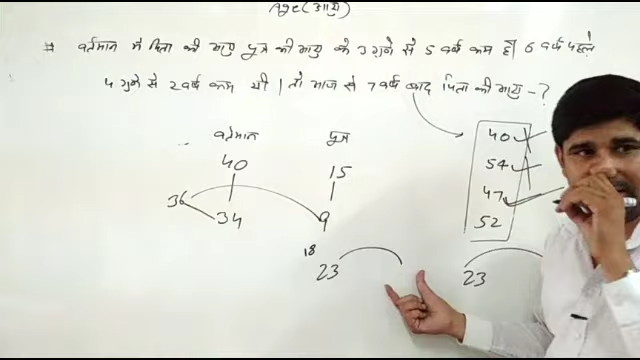 Age (आयु)
# वर्तमान में पिता की आयु पुत्र की आयु के 3 गुने से 5 वर्ष कम है। 6 वर्ष पहले
4 गुने से 2 वर्ष कम थी। तो आज से 7 वर्ष बाद पिता की आयु - ?
वर्तमान पुत्र
40 15
36 34 9
18
23
40
54
47
52
23